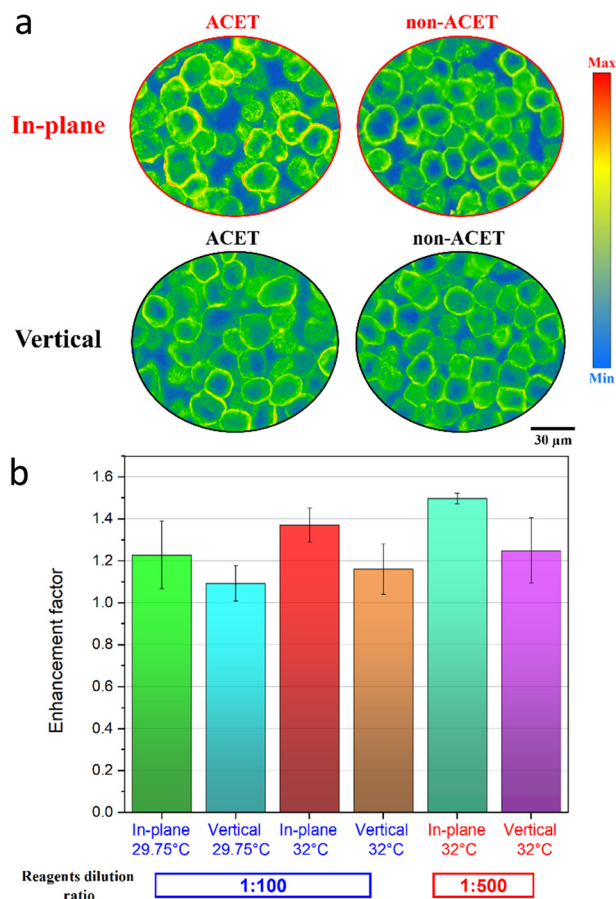 a
ACET non-ACET
Max
In-plane
ACET non-ACET
Vertical
Min
30 µm
b
1.6
1.4
1.2
1.0
0.8
0.6
0.4
0.2
0.0
Enhancement factor
In-plane Vertical In-plane Vertical In-plane Vertical
29.75°C 29.75°C 32°C 32°C 32°C 32°C
Reagents dilution
ratio
1:100 1:500